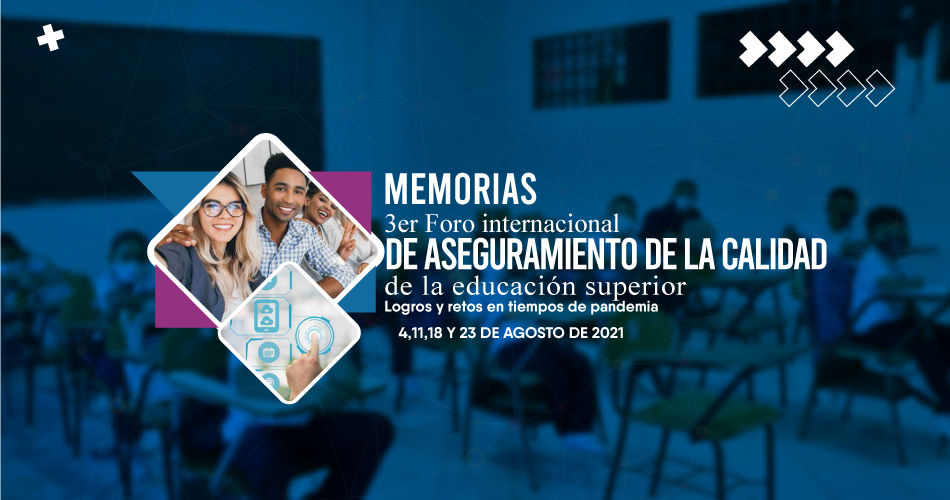 MEMORIAS
3er Foro internacional
DE ASEGURAMIENTO DE LA CALIDAD
de la educación superior
Logros y retos en tiempos de pandemia
4,11,18 Y 23 DE AGOSTO DE 2021